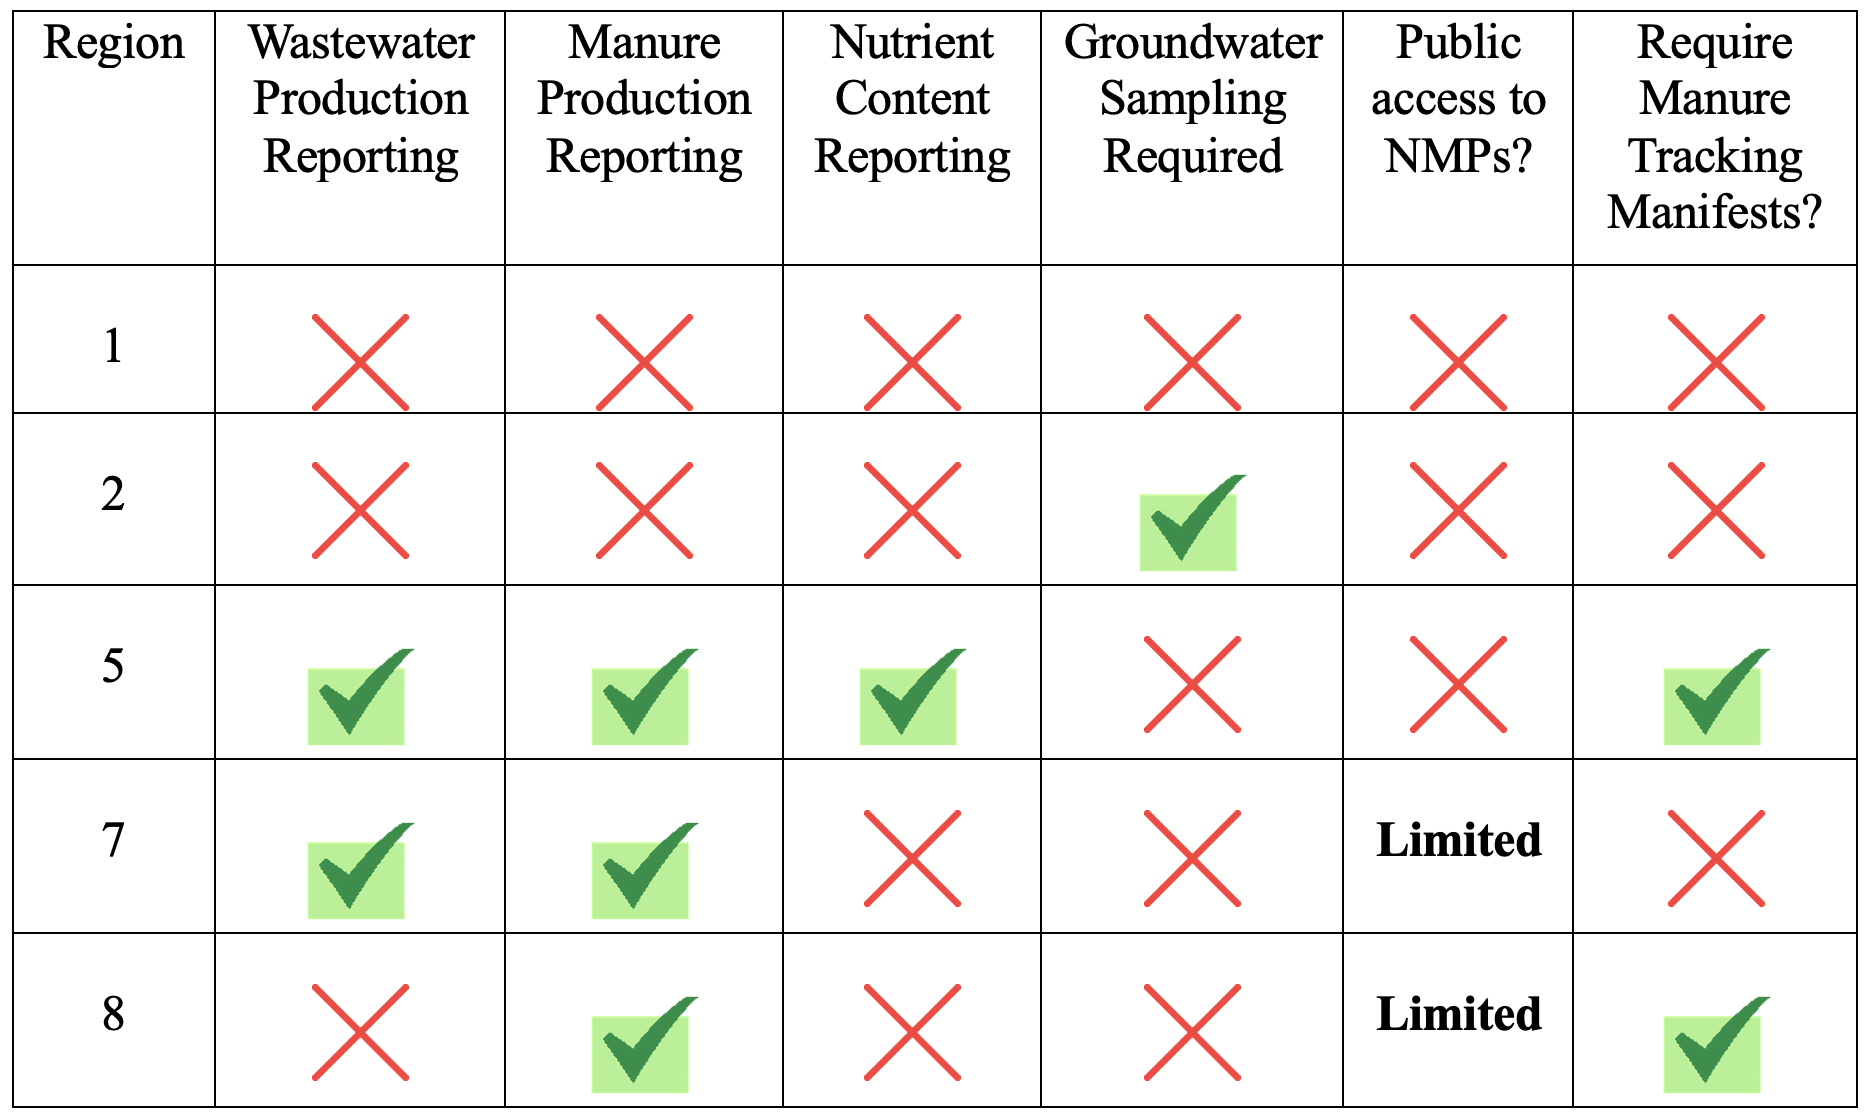 Region
Wastewater
Production
Reporting
Manure
Production
Reporting
Nutrient
Content
Reporting
Groundwater
Sampling
Required
Public
access to
NMPs?
Require
Manure
Tracking
Manifests?
1
2
5
7
Limited
8
Limited